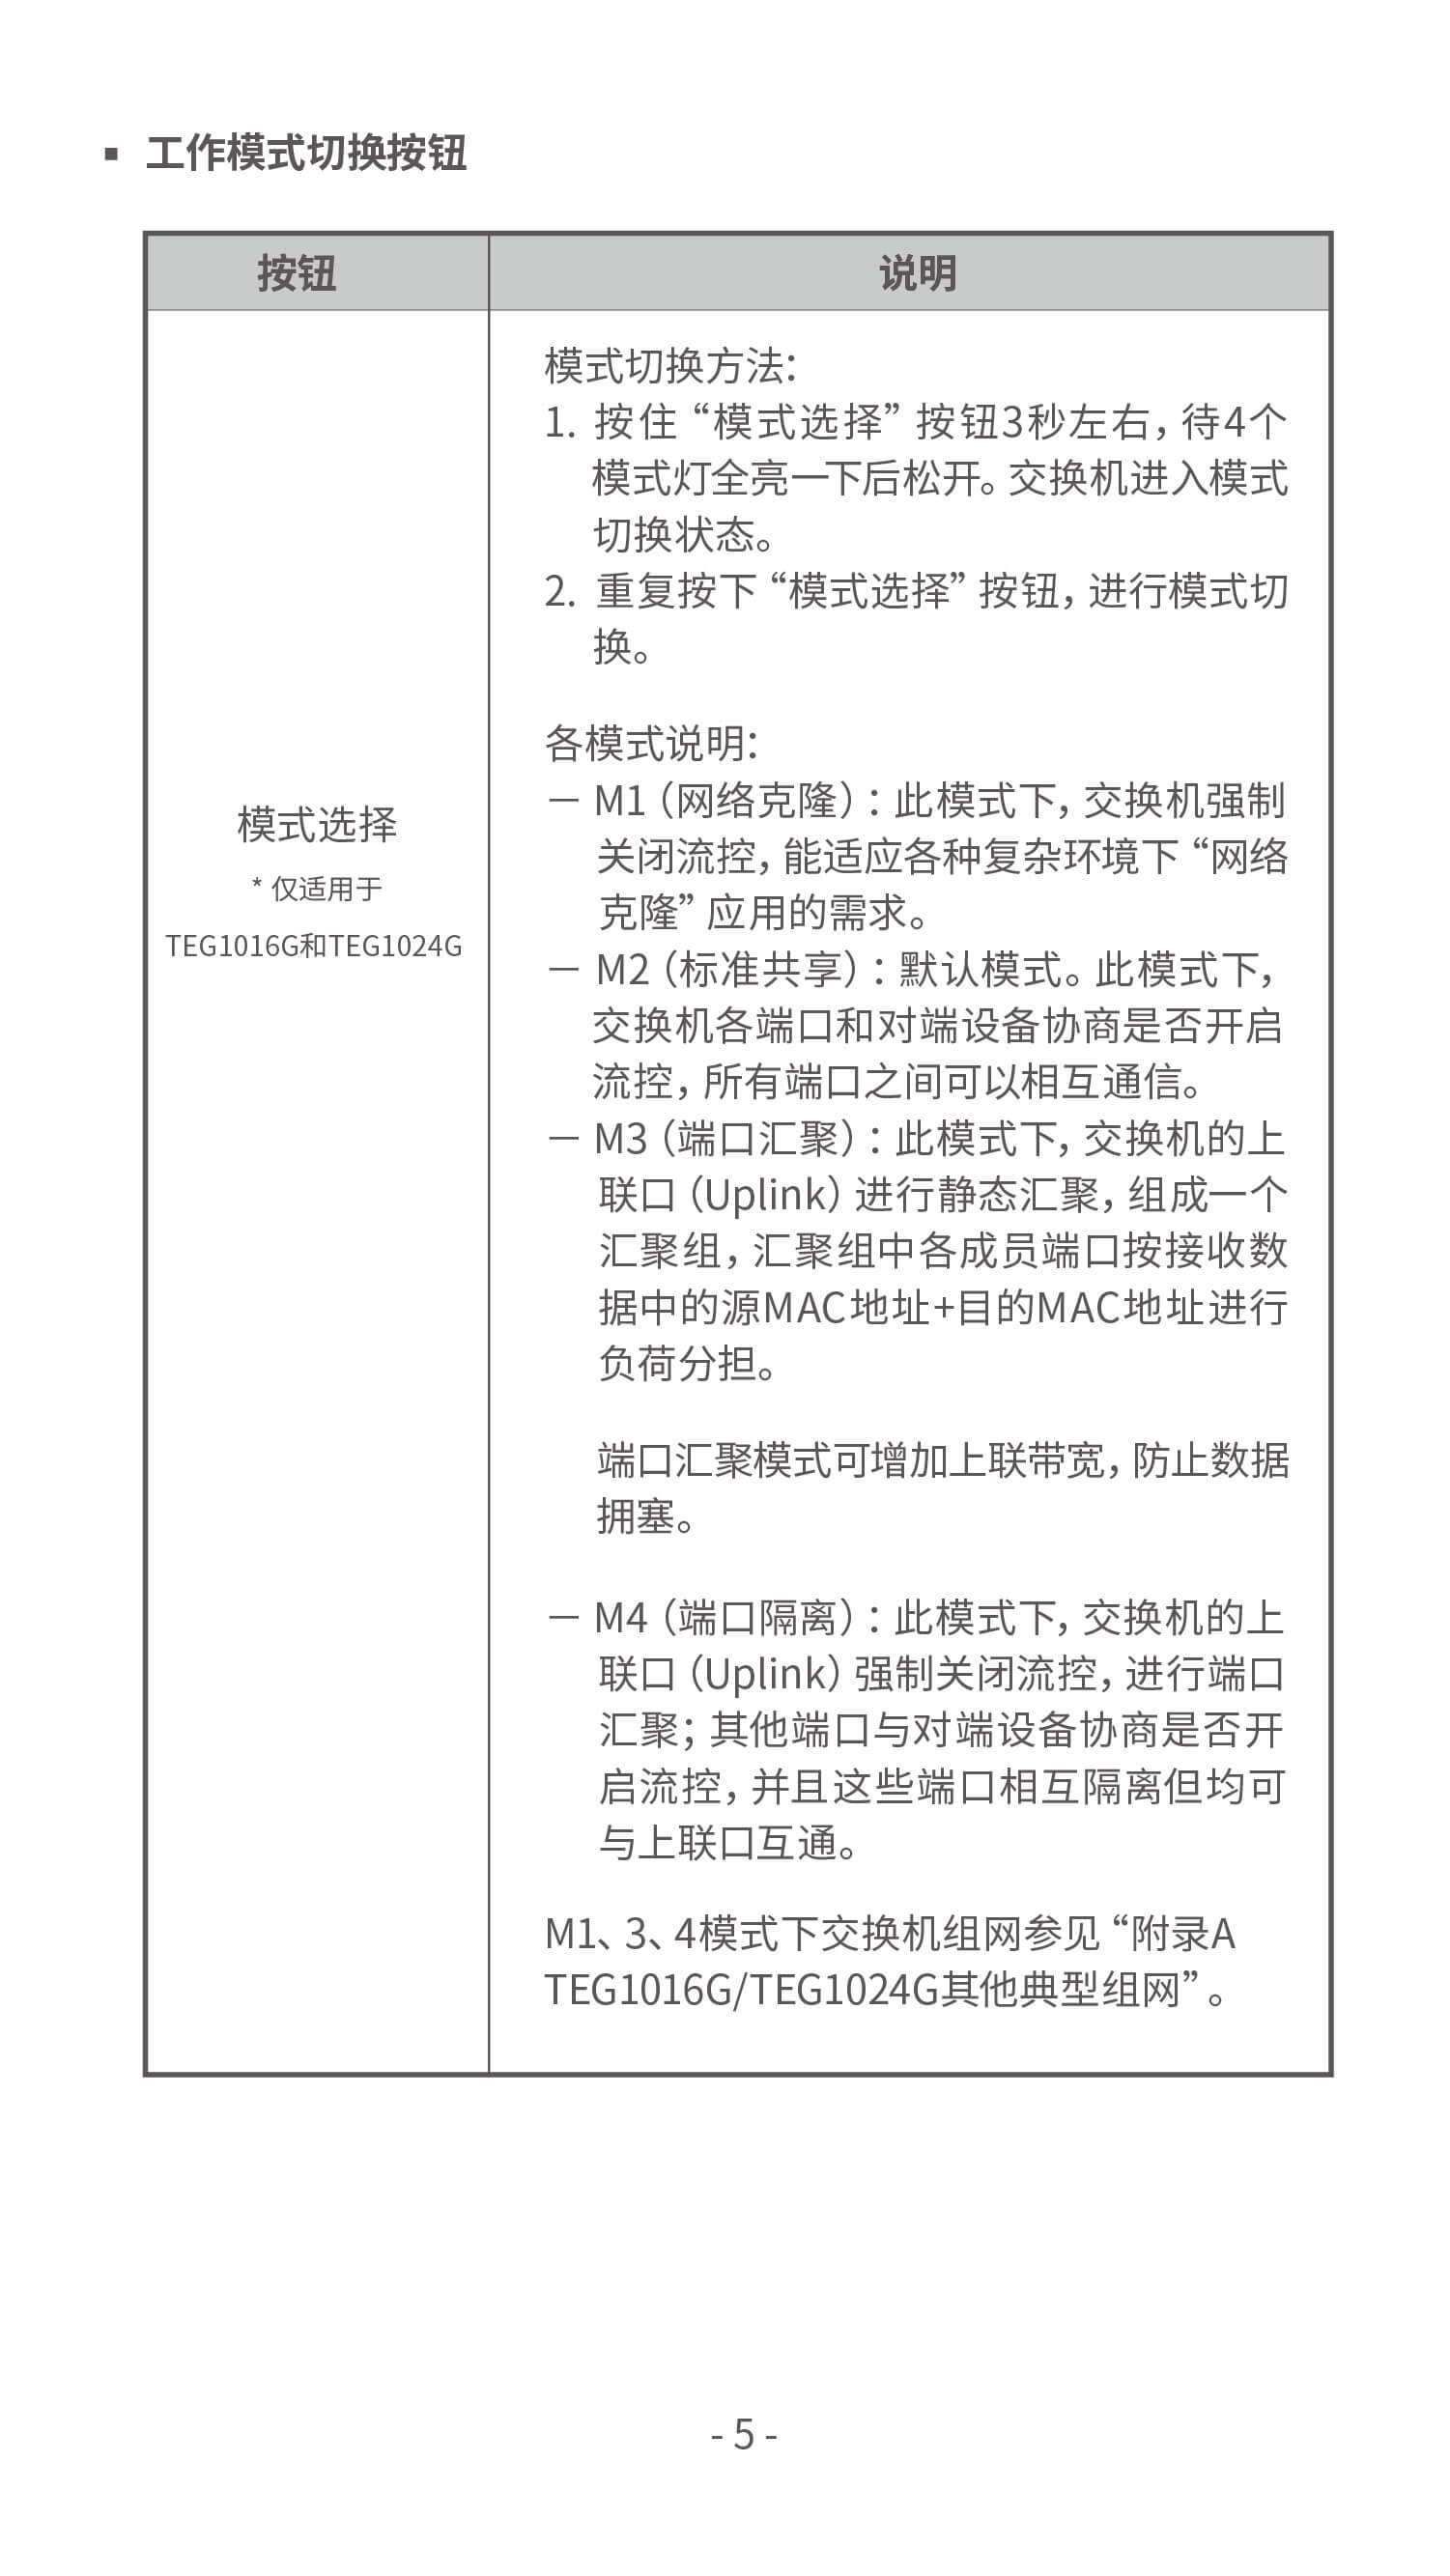 ▪ 工作模式切换按钮
按钮
说明
模式选择
* 仅适用于
TEG1016G和TEG1024G
模式切换方法：
1. 按住“模式选择”按钮3秒左右，待4个
模式灯全亮一下后松开。交换机进入模式
切换状态。
2. 重复按下“模式选择”按钮，进行模式切
换。
各模式说明：
— M1（网络克隆）：此模式下，交换机强制
关闭流控，能适应各种复杂环境下“网络
克隆”应用的需求。
— M2（标准共享）：默认模式。此模式下，
交换机各端口和对端设备协商是否开启
流控，所有端口之间可以相互通信。
— M3（端口汇聚）：此模式下，交换机的上
联口（Uplink）进行静态汇聚，组成一个
汇聚组，汇聚组中各成员端口按接收数
据中的源MAC地址+目的MAC地址进行
负荷分担。
端口汇聚模式可增加上联带宽，防止数据
拥塞。
— M4（端口隔离）：此模式下，交换机的上
联口（Uplink）强制关闭流控，进行端口
汇聚；其他端口与对端设备协商是否开
启流控，并且这些端口相互隔离但均可
与上联口互通。
M1、3、4模式下交换机组网参见“附录A
TEG1016G/TEG1024G其他典型组网”。
- 5 -